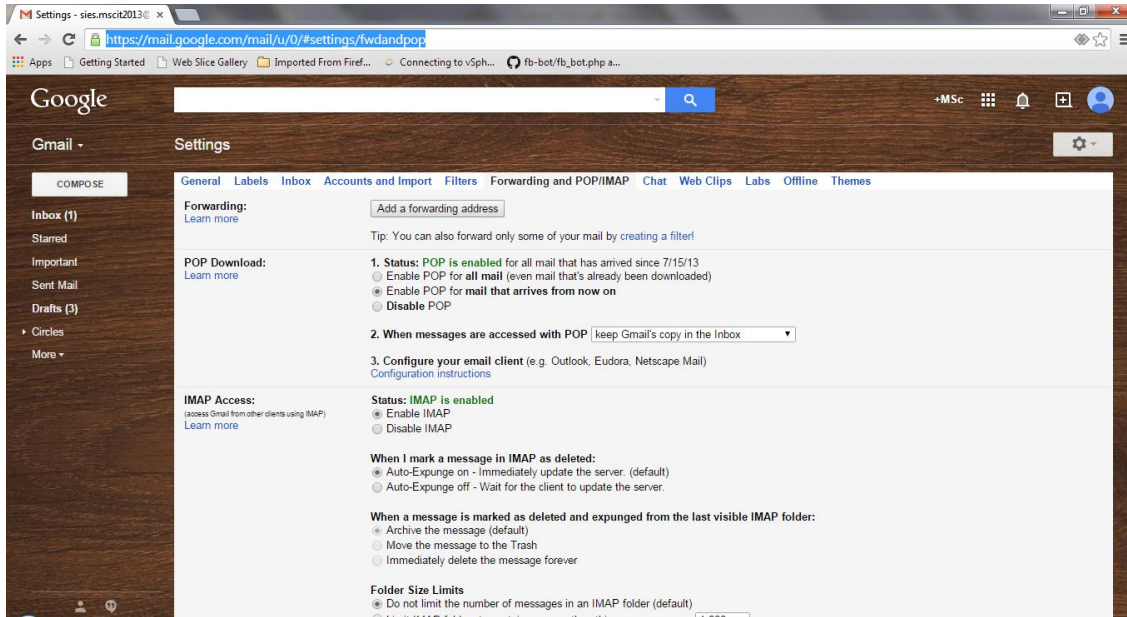 Settings - sies.mscit2013@
https://mail.google.com/mail/u/0/#settings/fwdandpop
Apps Getting Started Web Slice Gallery Imported From Firef... Connecting to vSph... fb-bot/fb_bot.php a...
Google
+MSc
Gmail
Settings
COMPOSE
General Labels Inbox Accounts and Import Filters Forwarding and POP/IMAP Chat Web Clips Labs Offline Themes
Inbox (1)
Starred
Important
Sent Mail
Drafts (3)
Circles
More
Forwarding:
Learn more
Add a forwarding address
Tip: You can also forward only some of your mail by creating a filter!
POP Download:
Learn more
1. Status: POP is enabled for all mail that has arrived since 7/15/13
Enable POP for all mail (even mail that's already been downloaded)
Enable POP for mail that arrives from now on
Disable POP
2. When messages are accessed with POP keep Gmail's copy in the Inbox
3. Configure your email client (e.g. Outlook, Eudora, Netscape Mail)
Configuration instructions
IMAP Access:
(access Gmail from other clients using IMAP)
Learn more
Status: IMAP is enabled
Enable IMAP
Disable IMAP
When I mark a message in IMAP as deleted:
Auto-Expunge on - Immediately update the server. (default)
Auto-Expunge off - Wait for the client to update the server.
When a message is marked as deleted and expunged from the last visible IMAP folder:
Archive the message (default)
Move the message to the Trash
Immediately delete the message forever
Folder Size Limits
Do not limit the number of messages in an IMAP folder (default)